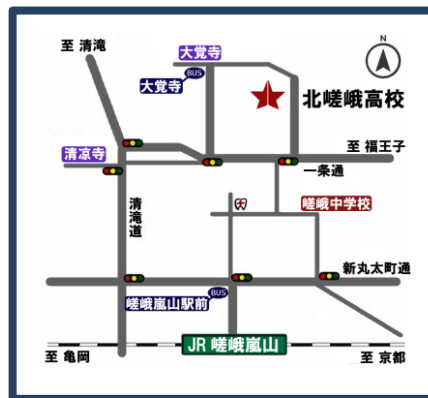 至 清滝
大覚寺
N
BUS
大覚寺
北嵯峨高校
至 福王子
清凉寺
一条通
清滝道
嵯峨中学校
新丸太町通
嵯峨嵐山駅前
BUS
JR 嵯峨嵐山
至 亀岡
至 京都